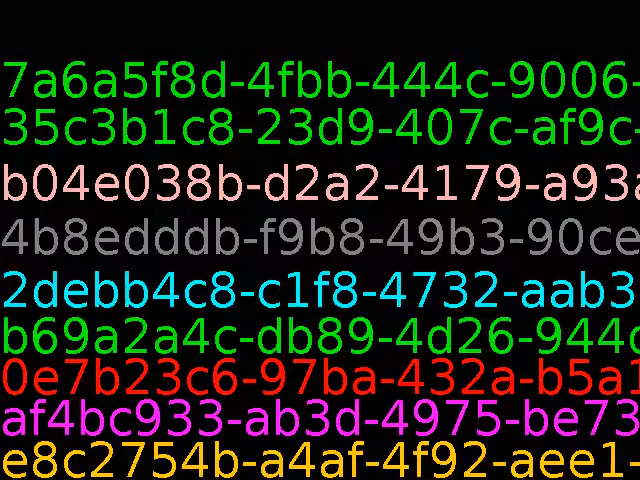 7a6a5f8d-4fbb-444c-9006-
35c3b1c8-23d9-407c-af9c-
b04e038b-d2a2-4179-a93a
4b8edddb-f9b8-49b3-90ce
2debb4c8-c1f8-4732-aab3
b69a2a4c-db89-4d26-944c
0e7b23c6-97ba-432a-b5a1
af4bc933-ab3d-4975-be73
e8c2754b-a4af-4f92-aee1-